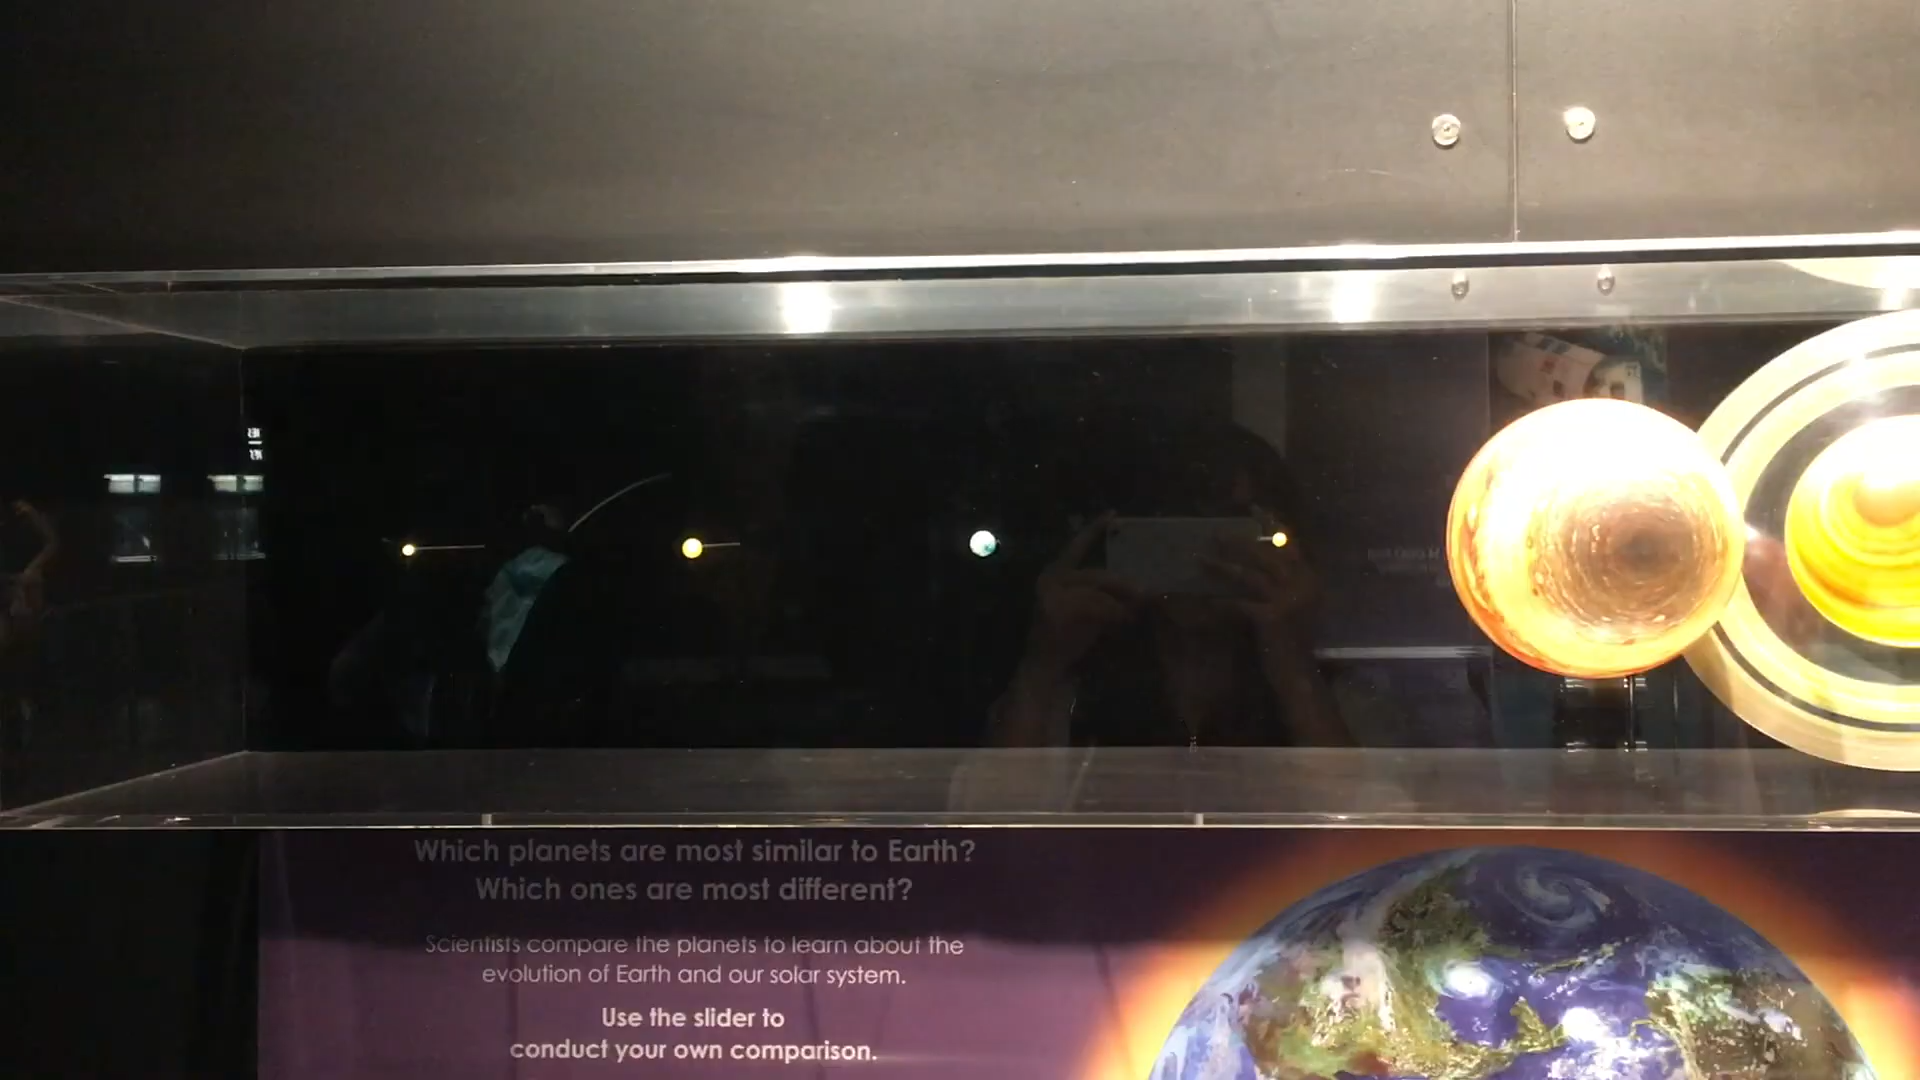 Which planets are most similar to Earth?
Which ones are most different?
Scientists compare the planets to learn about the
evolution of Earth and our solar system.
Use the slider to
conduct your own comparison.